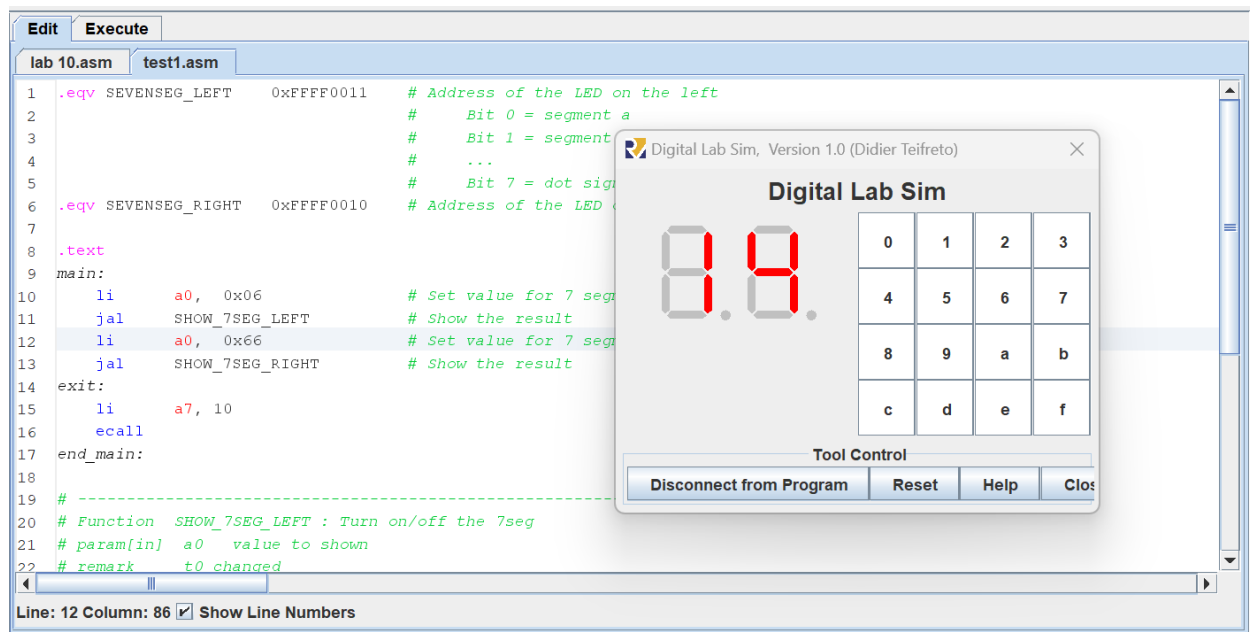 Edit Execute
lab 10.asm test1.asm
1 .eqv SEVENSEG_LEFT 0xFFFF0011 # Address of the LED on the left
2 # Bit 0 = segment a
3 # Bit 1 = segment
4 # ...
5 # Bit 7 = dot sig
6 .eqv SEVENSEG_RIGHT 0xFFFF0010 # Address of the LED
7
8 .text
9 main:
10 li a0, 0x06 # Set value for 7 seg
11 jal SHOW_7SEG_LEFT # Show the result
12 li a0, 0x66 # Set value for 7 seg
13 jal SHOW_7SEG_RIGHT # Show the result
14 exit:
15 li a7, 10
16 ecall
17 end_main:
18
19 # -------------------------------------------------------
20 # Function SHOW_7SEG_LEFT : Turn on/off the 7seg
21 # param[in] a0 value to shown
22 # remark t0 changed
Line: 12 Column: 86 Show Line Numbers
Digital Lab Sim, Version 1.0 (Didier Teifreto)
Digital Lab Sim
14
0 1 2 3
4 5 6 7
8 9 a b
c d e f
Tool Control
Disconnect from Program Reset Help Clos